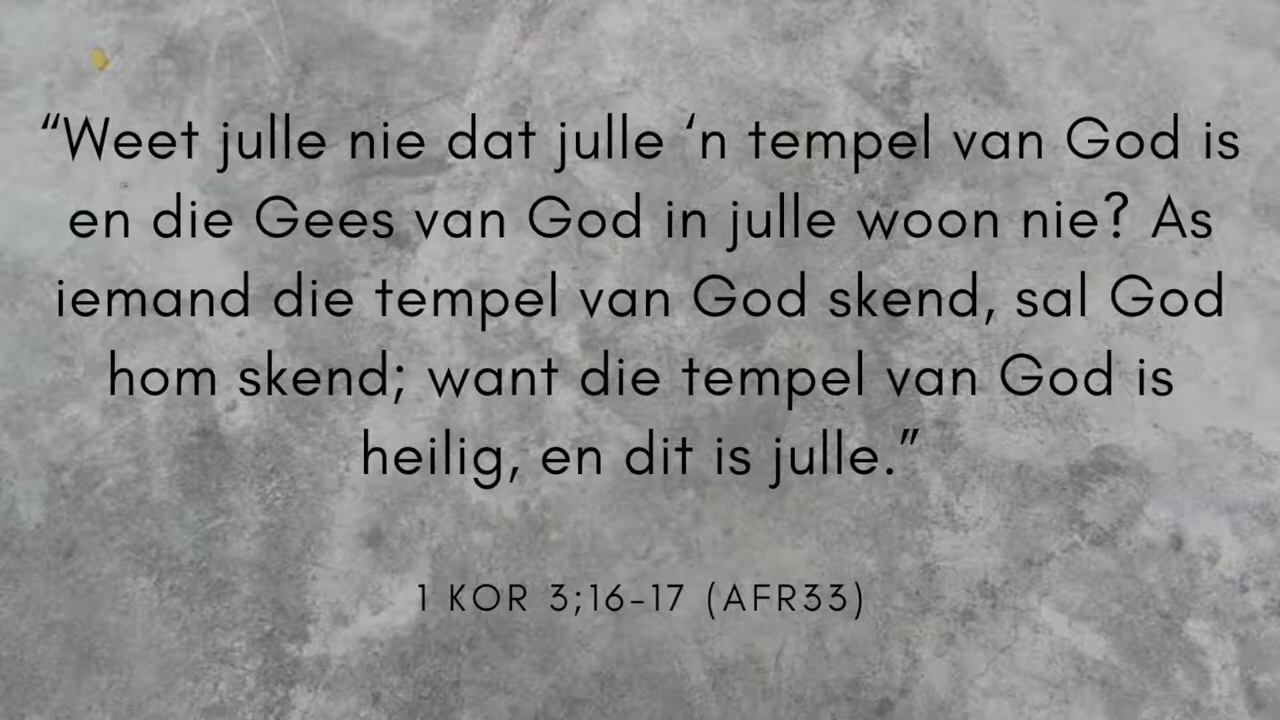 “Weet julle nie dat julle ‘n tempel van God is
en die Gees van God in julle woon nie? As
iemand die tempel van God skend, sal God
hom skend; want die tempel van God is
heilig, en dit is julle.”
1 KOR 3;16-17 (AFR33)